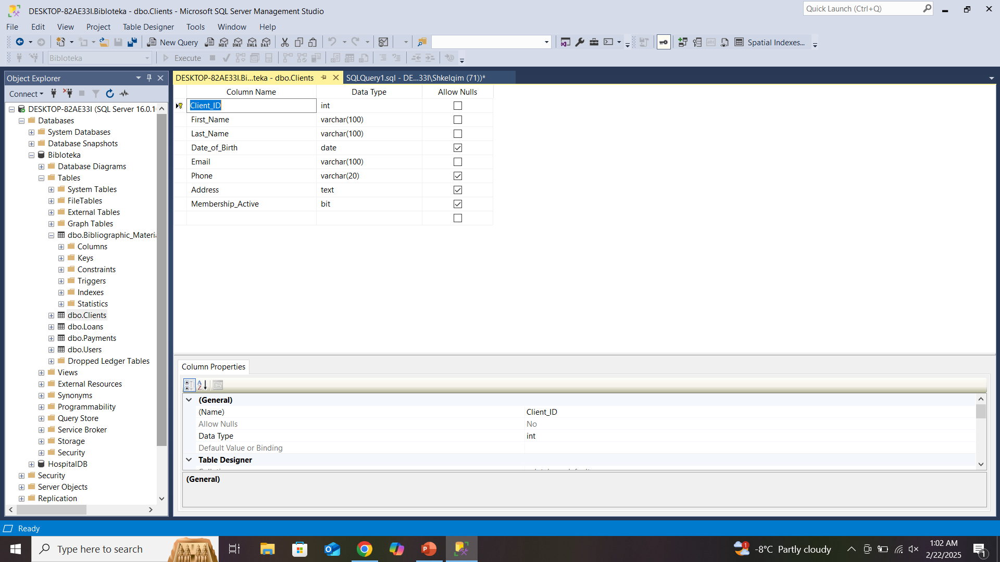 DESKTOP-82AE33I.Bibloteka - dbo.Clients - Microsoft SQL Server Management Studio
Quick Launch (Ctrl+Q)
File Edit View Project Table Designer Tools Window Help
New Query MDX DMX XMLA DAX Spatial Indexes...
Bibloteka Execute
Object Explorer
DESKTOP-82AE33I.Bi...teka - dbo.Clients SQLQuery1.sql - DE...33I\Shkelqim (71))*
Connect
Column Name Data Type Allow Nulls
Client_ID int
First_Name varchar(100)
Last_Name varchar(100)
Date_of_Birth date
Email varchar(100)
Phone varchar(20)
Address text
Membership_Active bit
DESKTOP-82AE33I (SQL Server 16.0.1
Databases
System Databases
Database Snapshots
Bibloteka
Database Diagrams
Tables
System Tables
FileTables
External Tables
Graph Tables
dbo.Bibliographic_Materi
Columns
Keys
Constraints
Triggers
Indexes
Statistics
dbo.Clients
dbo.Loans
dbo.Payments
dbo.Users
Dropped Ledger Tables
Views
External Resources
Synonyms
Programmability
Query Store
Service Broker
Storage
Security
HospitalDB
Security
Server Objects
Replication
Column Properties
(General)
(Name) Client_ID
Allow Nulls No
Data Type int
Default Value or Binding
Table Designer
(General)
Ready
Type here to search
-8°C Partly cloudy
1:02 AM
2/22/2025
1